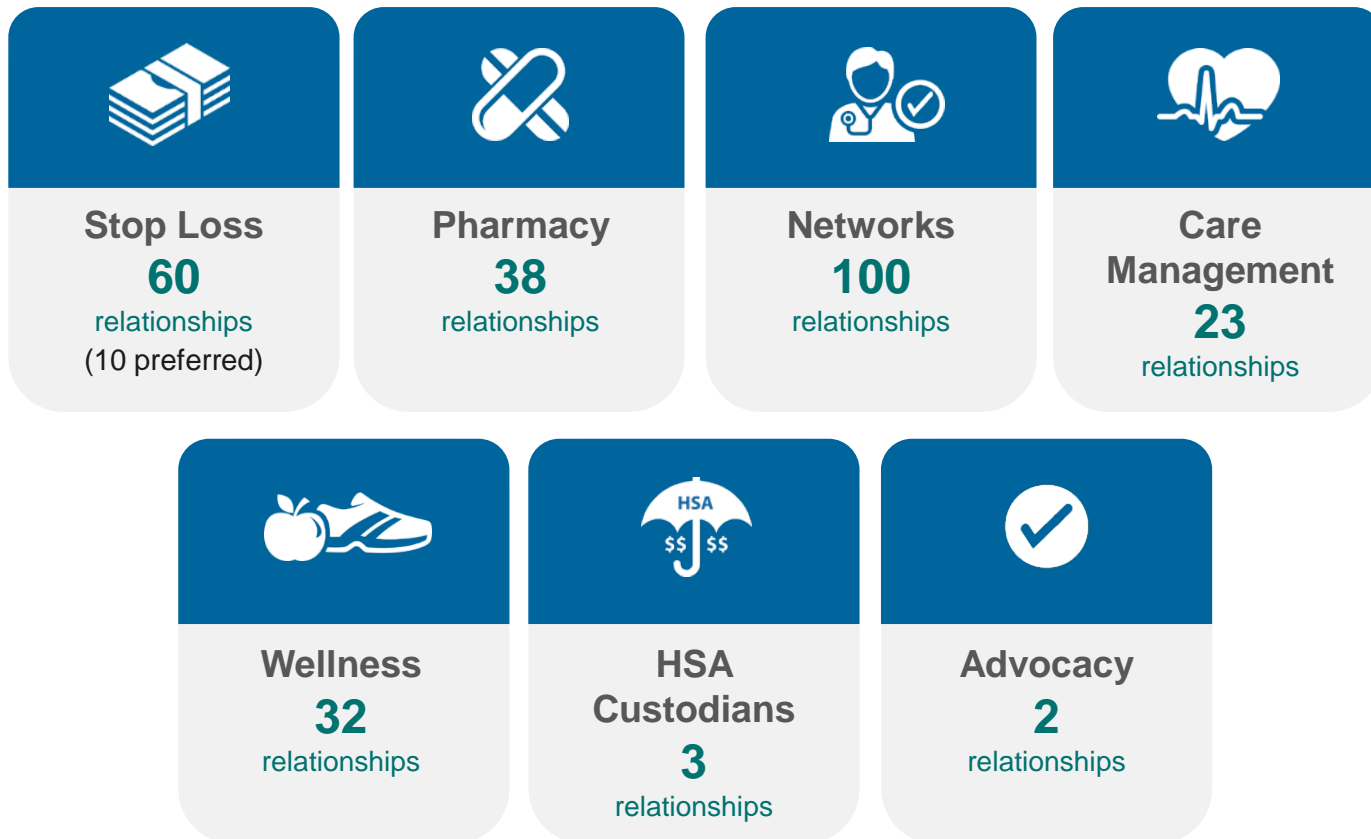 Stop Loss
60
relationships
(10 preferred)
Pharmacy
38
relationships
Networks
100
relationships
Care
Management
23
relationships
Wellness
32
relationships
HSA
$$ $$
HSA
Custodians
3
relationships
Advocacy
2
relationships